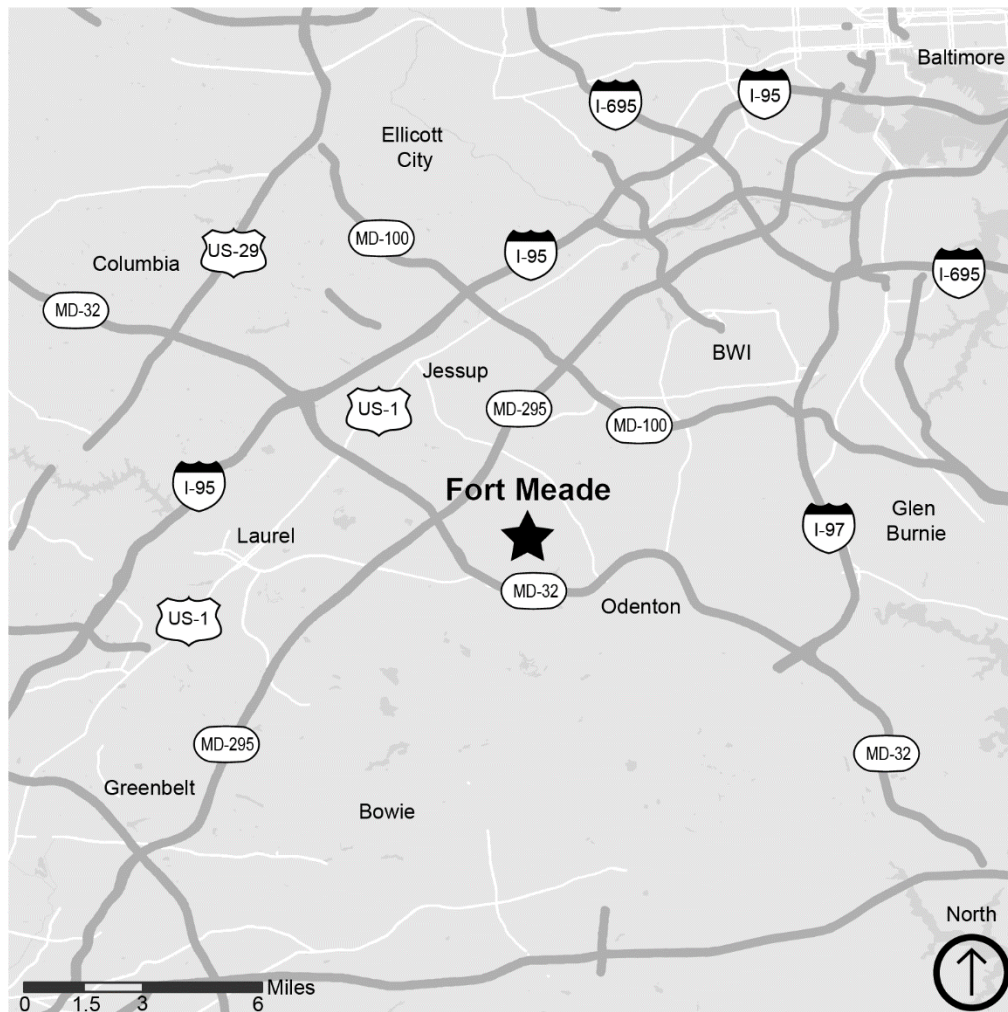 Baltimore
I-95
I-695
Ellicott
City
MD-100
US-29
I-95
Columbia
I-695
MD-32
BWI
Jessup
US-1
MD-295
MD-100
Fort Meade
I-95
Glen
Burnie
I-97
Laurel
MD-32
Odenton
US-1
MD-295
MD-32
Greenbelt
Bowie
North
Miles
0 1.5 3 6